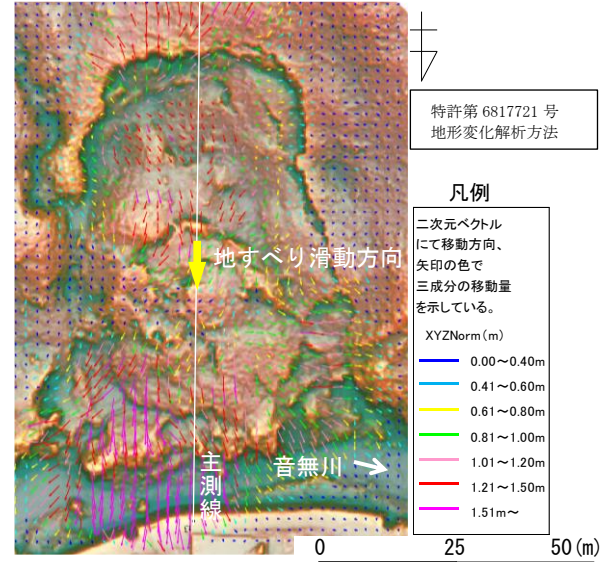 特許第 6817721 号
地形変化解析方法
凡例
二次元ベクトル
にて移動方向、
矢印の色で
三成分の移動量
を示している。
XYZNorm(m)
0.00～0.40m
0.41～0.60m
0.61～0.80m
0.81～1.00m
1.01～1.20m
1.21～1.50m
1.51m～
地すべり滑動方向
主測線
音無川
0 25 50(m)